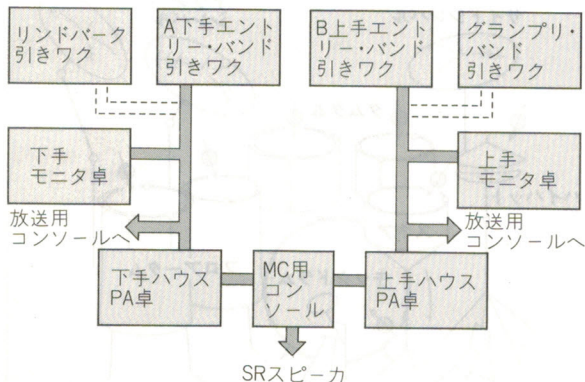 リンドバーク
引きワク
A下手エント
リー・バンド
引きワク
B上手エント
リー・バンド
引きワク
グランプリ・
バンド
引きワク
下手
モニタ卓
上手
モニタ卓
放送用
コンソールへ
放送用
コンソールへ
下手ハウス
PA卓
MC用
コン
ソール
上手ハウス
PA卓
SRスピーカ